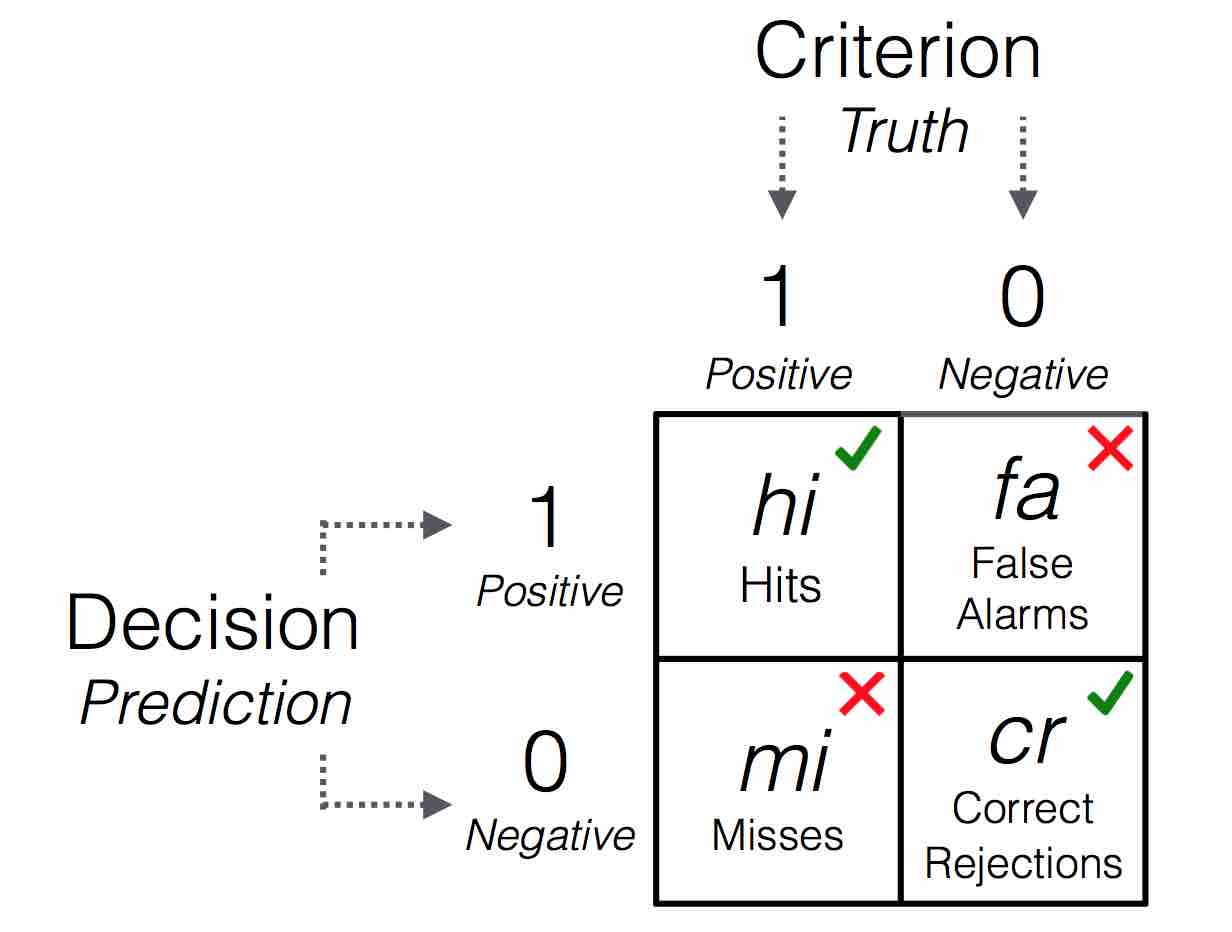 Criterion
Truth
1
0
Positive
Negative
1
Positive
hi
Hits
fa
False
Alarms
Decision
Prediction
0
Negative
mi
Misses
cr
Correct
Rejections